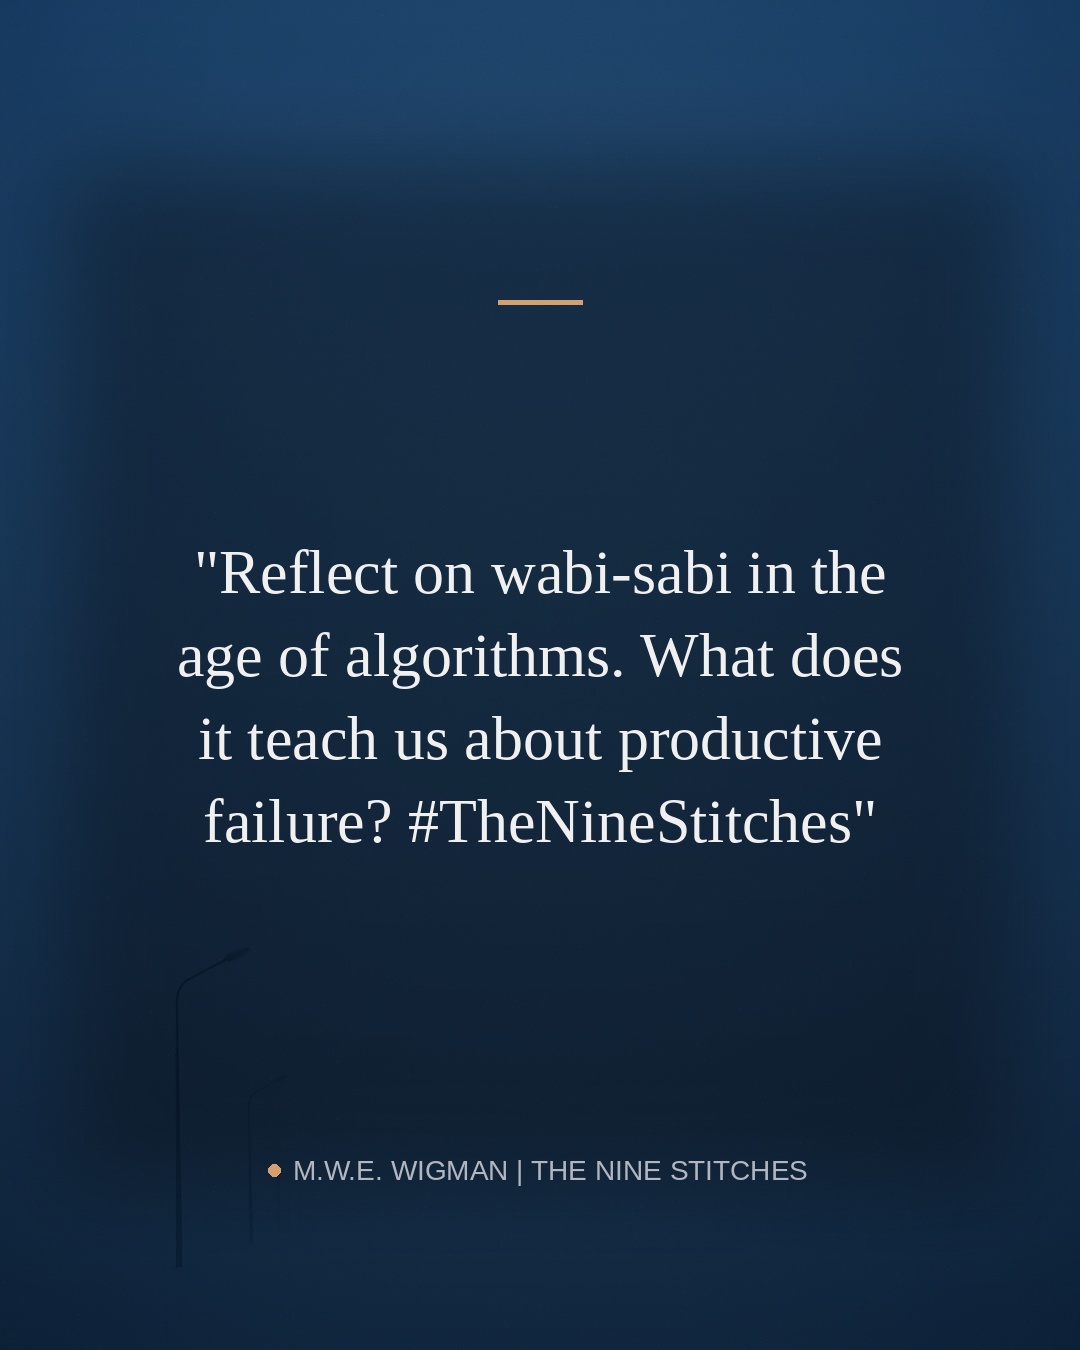 "Reflect on wabi-sabi in the
age of algorithms. What does
it teach us about productive
failure? #TheNineStitches"
M.W.E. WIGMAN | THE NINE STITCHES